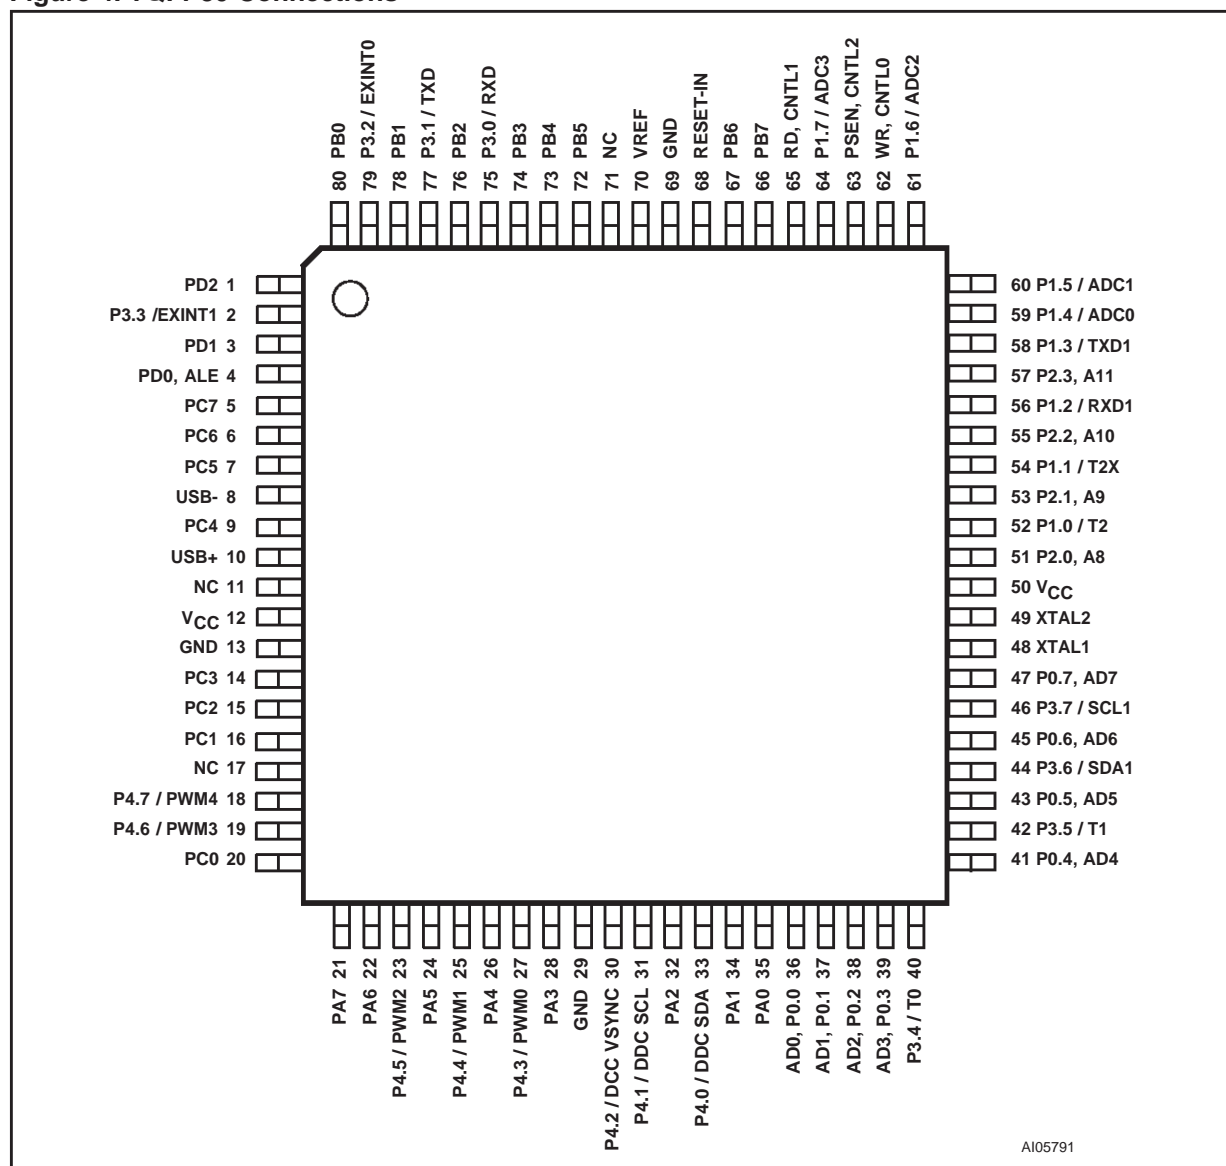 80 PB0
79 P3.2 / EXINT0
78 PB1
77 P3.1 / TXD
76 PB2
75 P3.0 / RXD
74 PB3
73 PB4
72 PB5
71 NC
70 VREF
69 GND
68 RESET-IN
67 PB6
66 PB7
65 RD, CNTL1
64 P1.7 / ADC3
63 PSEN, CNTL2
62 WR, CNTL0
61 P1.6 / ADC2
PD2 1
P3.3 /EXINT1 2
PD1 3
PD0, ALE 4
PC7 5
PC6 6
PC5 7
USB- 8
PC4 9
USB+ 10
NC 11
VCC 12
GND 13
PC3 14
PC2 15
PC1 16
NC 17
P4.7 / PWM4 18
P4.6 / PWM3 19
PC0 20
60 P1.5 / ADC1
59 P1.4 / ADC0
58 P1.3 / TXD1
57 P2.3, A11
56 P1.2 / RXD1
55 P2.2, A10
54 P1.1 / T2X
53 P2.1, A9
52 P1.0 / T2
51 P2.0, A8
50 VCC
49 XTAL2
48 XTAL1
47 P0.7, AD7
46 P3.7 / SCL1
45 P0.6, AD6
44 P3.6 / SDA1
43 P0.5, AD5
42 P3.5 / T1
41 P0.4, AD4
PA7 21
PA6 22
P4.5 / PWM2 23
PA5 24
P4.4 / PWM1 25
PA4 26
P4.3 / PWM0 27
PA3 28
GND 29
P4.2 / DCC VSYNC 30
P4.1 / DDC SCL 31
PA2 32
P4.0 / DDC SDA 33
PA1 34
PA0 35
AD0, P0.0 36
AD1, P0.1 37
AD2, P0.2 38
AD3, P0.3 39
P3.4 / T0 40
AI05791